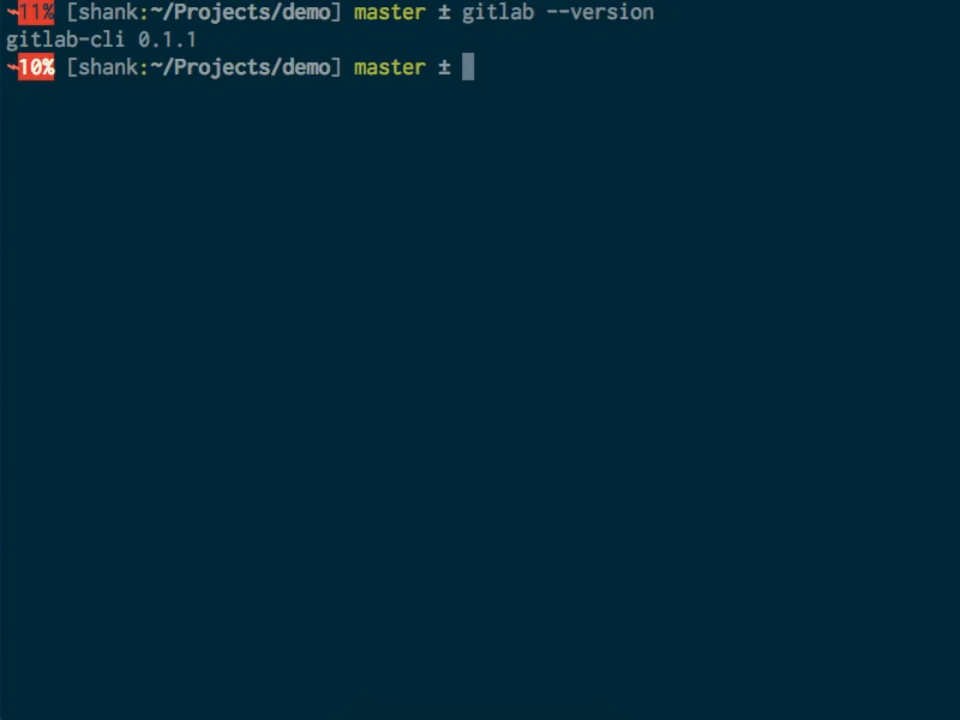 ⌁11% [shank:~/Projects/demo] master ± gitlab --version
gitlab-cli 0.1.1
⌁10% [shank:~/Projects/demo] master ±